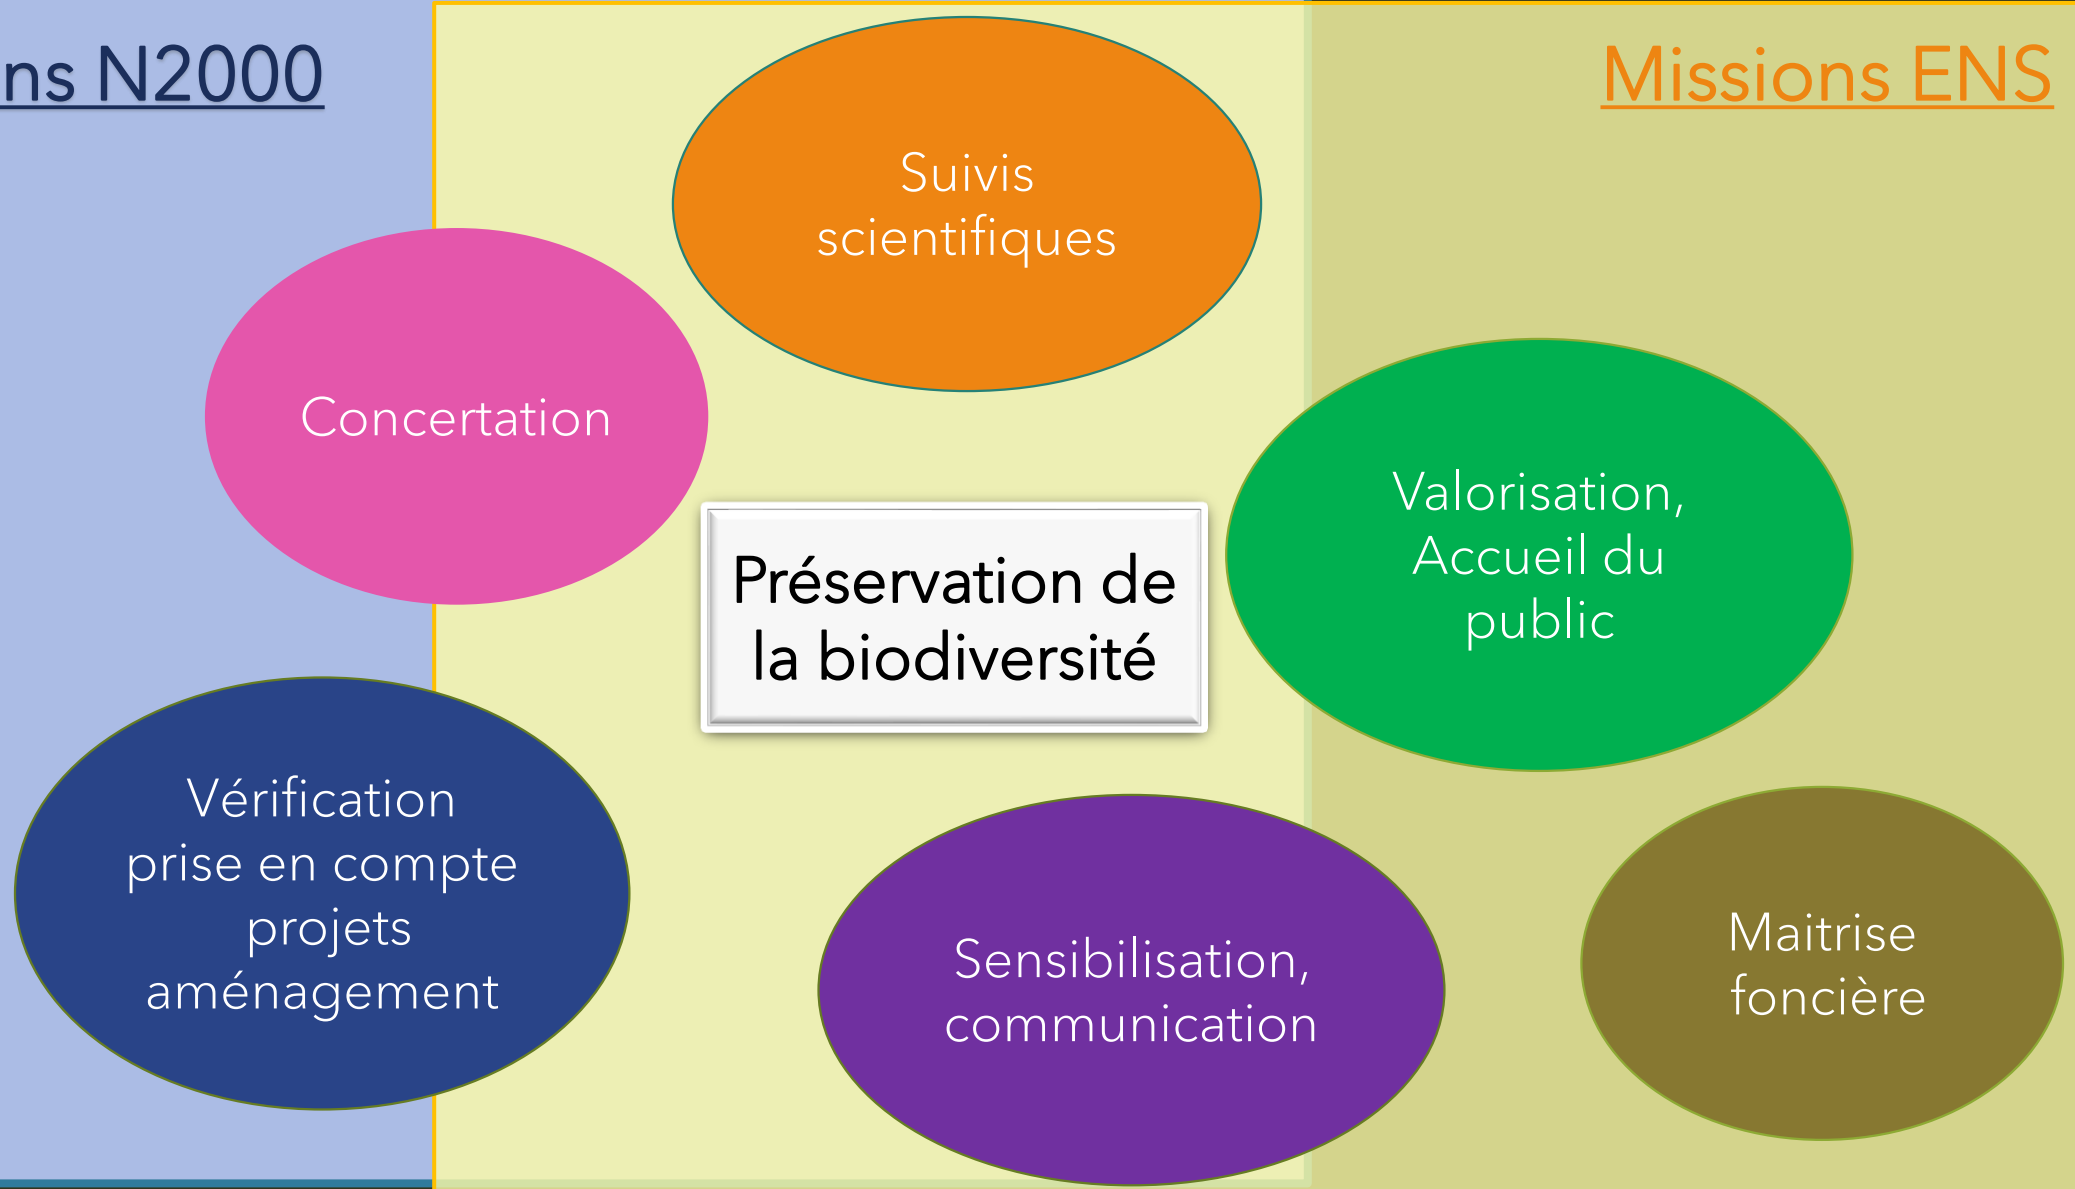 ns N2000
Missions ENS
Suivis
scientifiques
Concertation
Valorisation,
Accueil du
public
Préservation de
la biodiversité
Vérification
prise en compte
projets
aménagement
Sensibilisation,
communication
Maitrise
foncière